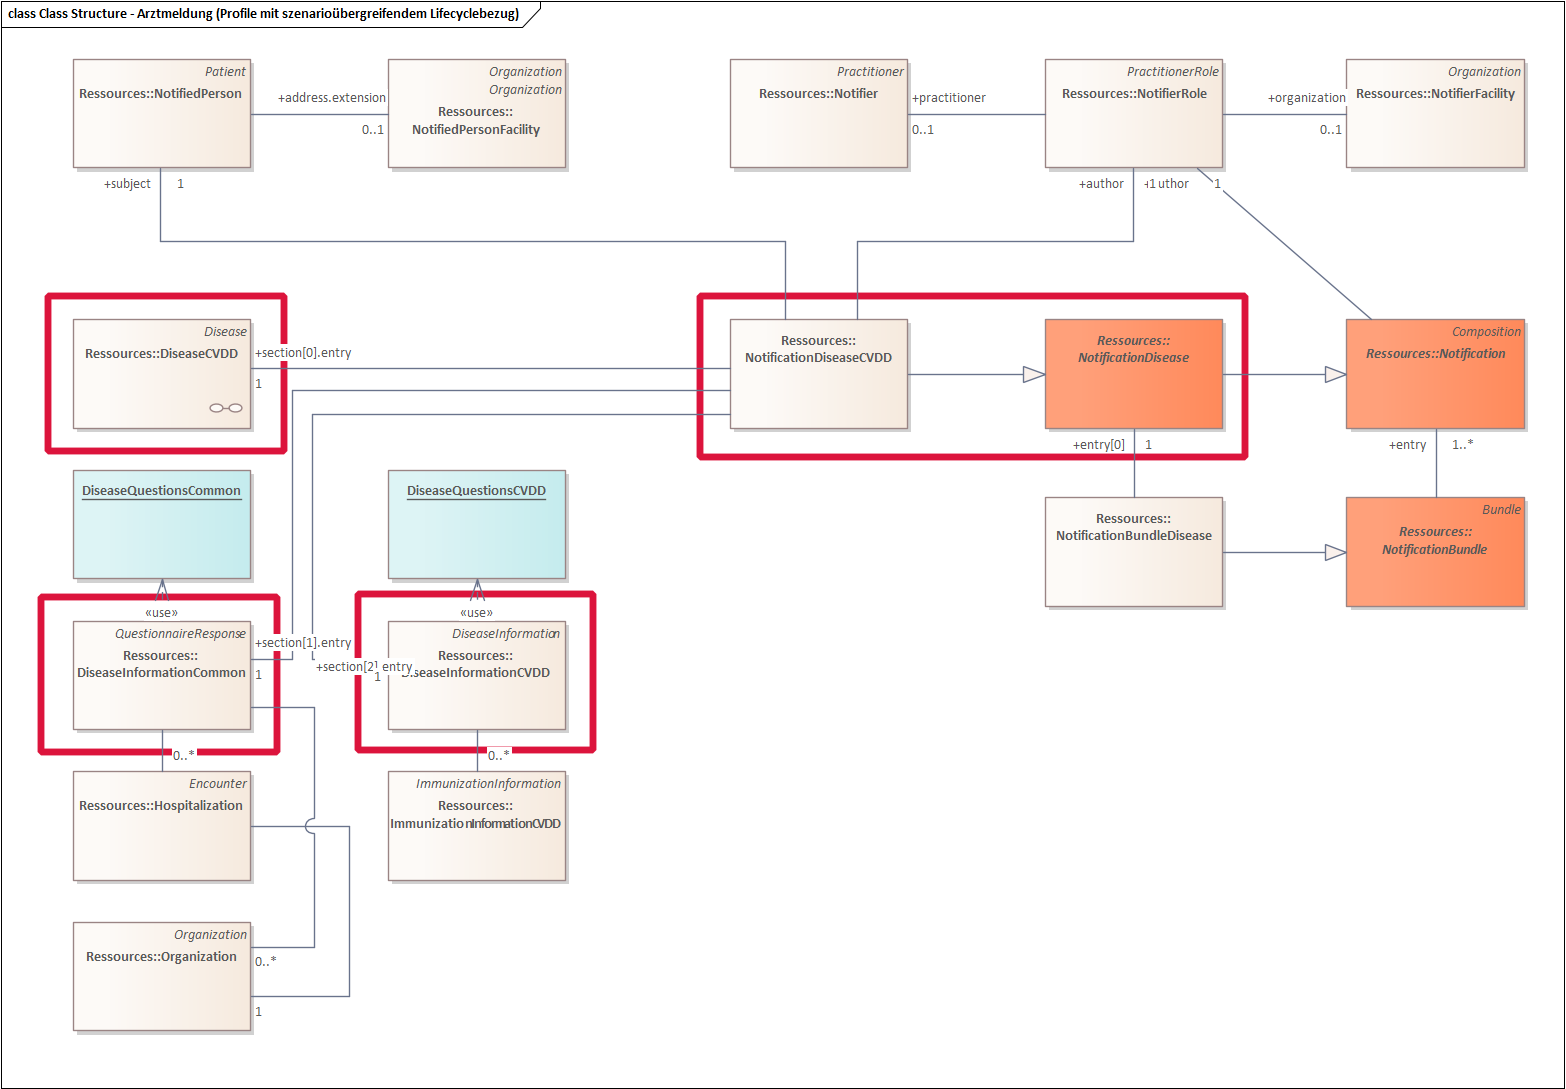 class Class Structure - Arztmeldung (Profile mit szenarioübergreifendem Lifecyclebezug)
Patient
Ressources::NotifiedPerson
+address.extension
0..1
Organization
Organization
Ressources::
NotifiedPersonFacility
Practitioner
Ressources::Notifier
+practitioner
0..1
PractitionerRole
Ressources::NotifierRole
+organization
0..1
Organization
Ressources::NotifierFacility
+subject
1
+author
+1 uthor
1
Disease
Ressources::DiseaseCVDD
+section[0].entry
1
Ressources::
NotificationDiseaseCVDD
Ressources::
NotificationDisease
Composition
Ressources::Notification
+entry[0]
1
+entry
1..*
DiseaseQuestionsCommon
DiseaseQuestionsCVDD
Ressources::
NotificationBundleDisease
Bundle
Ressources::
NotificationBundle
«use»
«use»
QuestionnaireResponse
Ressources::
DiseaseInformationCommon
+section[1].entry
1
+section[2].entry
1
DiseaseInformation
Ressources::
DiseaseInformationCVDD
0..*
0..*
Encounter
Ressources::Hospitalization
ImmunizationInformation
Ressources::
ImmunizationInformationCVDD
Organization
Ressources::Organization
0..*
1